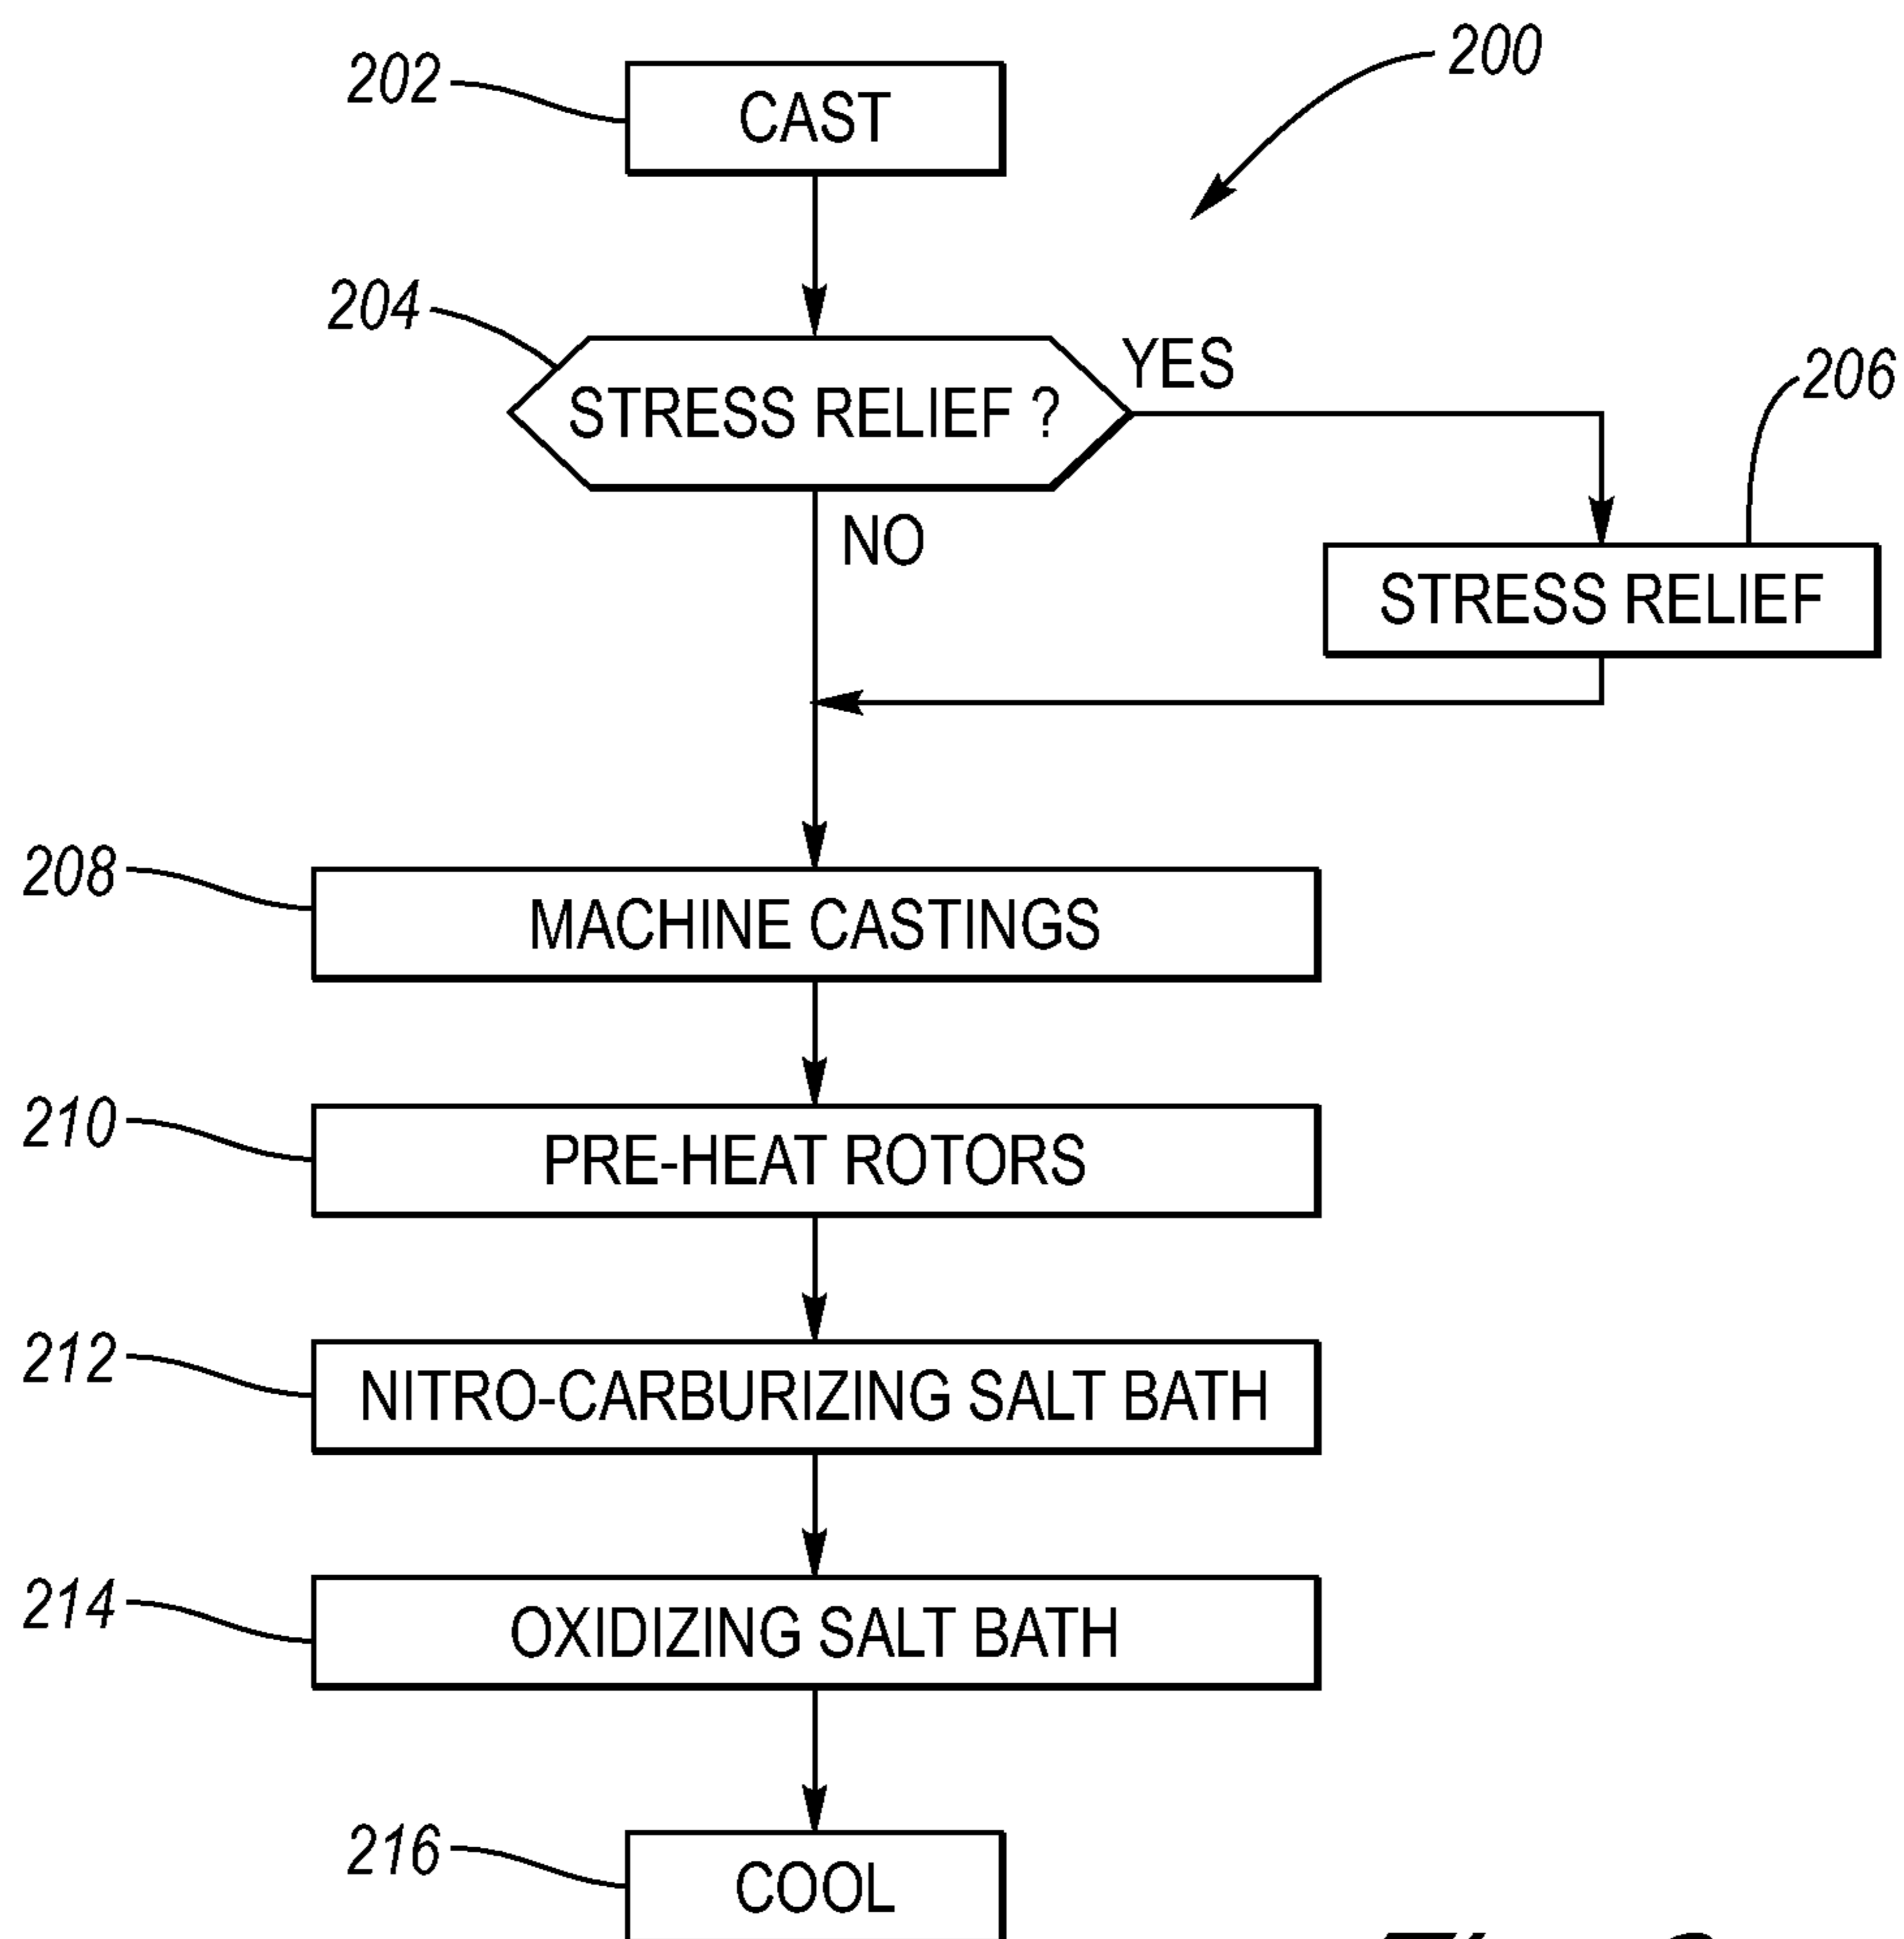 200
202
CAST
204
STRESS RELIEF ?
YES
206
NO
STRESS RELIEF
208
MACHINE CASTINGS
210
PRE-HEAT ROTORS
212
NITRO-CARBURIZING SALT BATH
214
OXIDIZING SALT BATH
216
COOL